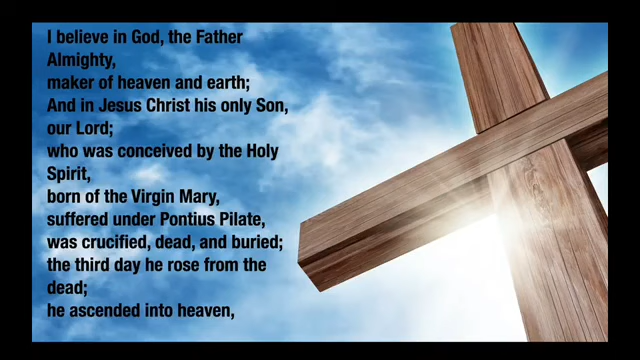 I believe in God, the Father
Almighty,
maker of heaven and earth;
And in Jesus Christ his only Son,
our Lord;
who was conceived by the Holy
Spirit,
born of the Virgin Mary,
suffered under Pontius Pilate,
was crucified, dead, and buried;
the third day he rose from the
dead;
he ascended into heaven,